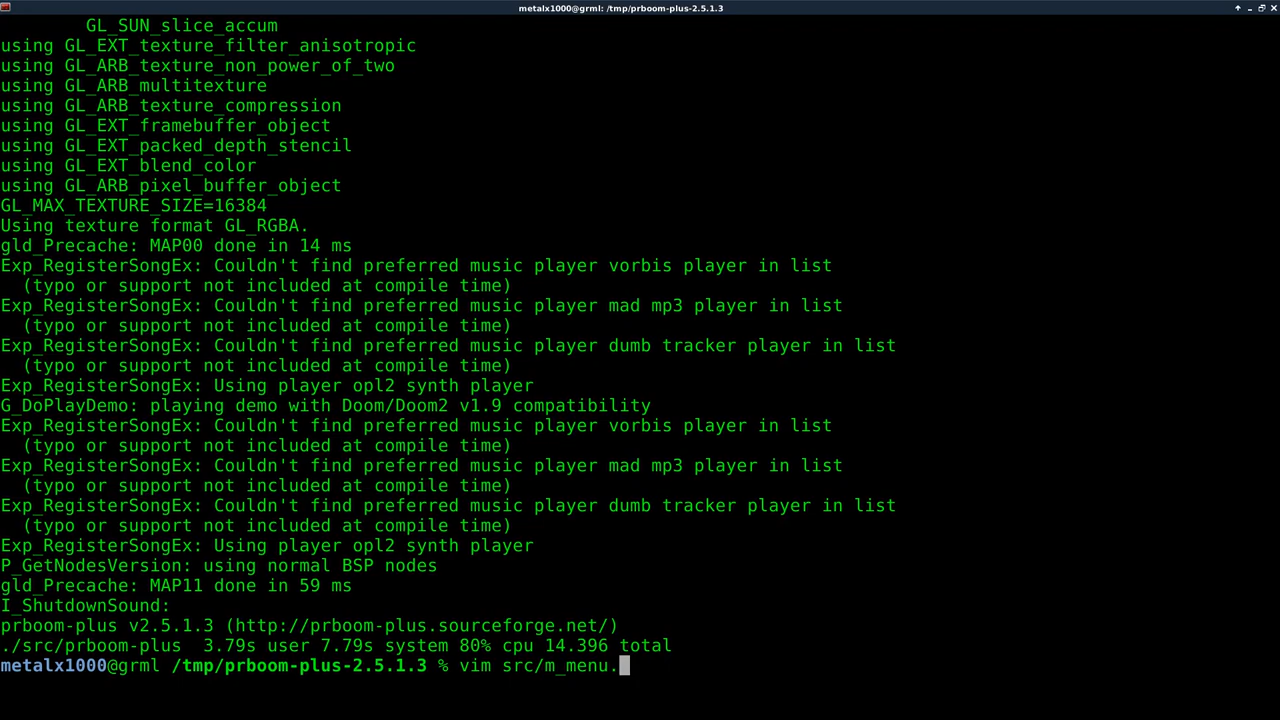 metalx1000@grml: /tmp/prboom-plus-2.5.1.3
        GL_SUN_slice_accum
using GL_EXT_texture_filter_anisotropic
using GL_ARB_texture_non_power_of_two
using GL_ARB_multitexture
using GL_ARB_texture_compression
using GL_EXT_framebuffer_object
using GL_EXT_packed_depth_stencil
using GL_EXT_blend_color
using GL_ARB_pixel_buffer_object
GL_MAX_TEXTURE_SIZE=16384
Using texture format GL_RGBA.
gld_Precache: MAP00 done in 14 ms
Exp_RegisterSongEx: Couldn't find preferred music player vorbis player in list
  (typo or support not included at compile time)
Exp_RegisterSongEx: Couldn't find preferred music player mad mp3 player in list
  (typo or support not included at compile time)
Exp_RegisterSongEx: Couldn't find preferred music player dumb tracker player in list
  (typo or support not included at compile time)
Exp_RegisterSongEx: Using player opl2 synth player
G_DoPlayDemo: playing demo with Doom/Doom2 v1.9 compatibility
Exp_RegisterSongEx: Couldn't find preferred music player vorbis player in list
  (typo or support not included at compile time)
Exp_RegisterSongEx: Couldn't find preferred music player mad mp3 player in list
  (typo or support not included at compile time)
Exp_RegisterSongEx: Couldn't find preferred music player dumb tracker player in list
  (typo or support not included at compile time)
Exp_RegisterSongEx: Using player opl2 synth player
P_GetNodesVersion: using normal BSP nodes
gld_Precache: MAP11 done in 59 ms
I_ShutdownSound:
prboom-plus v2.5.1.3 (http://prboom-plus.sourceforge.net/)
./src/prboom-plus  3.79s user 7.79s system 80% cpu 14.396 total
metalx1000@grml /tmp/prboom-plus-2.5.1.3 % vim src/m_menu.